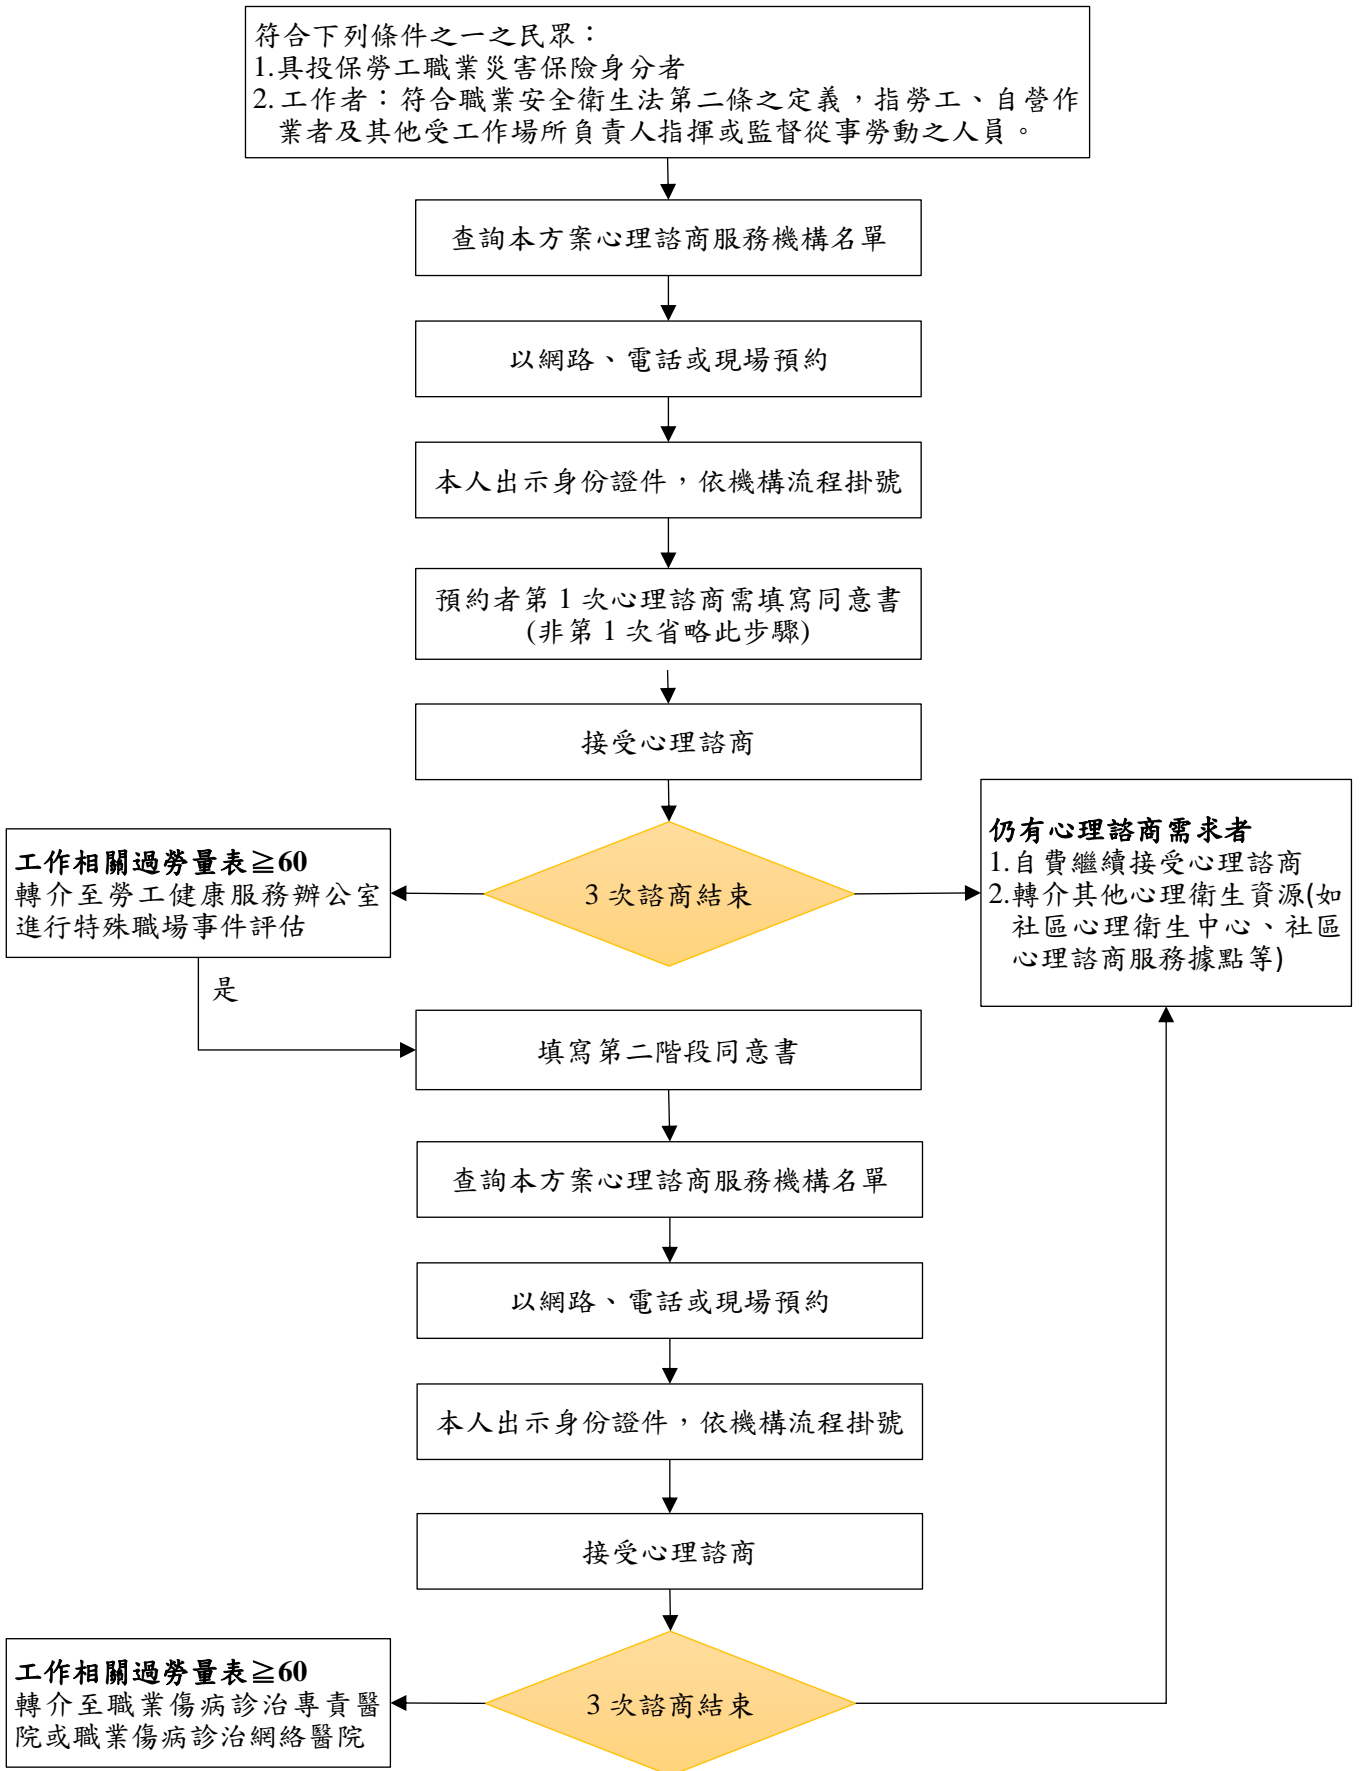 符合下列條件之一之民眾：
1.具投保勞工職業災害保險身分者
2.工作者：符合職業安全衛生法第二條之定義，指勞工、自營作
業者及其他受工作場所負責人指揮或監督從事勞動之人員。
查詢本方案心理諮商服務機構名單
以網路、電話或現場預約
本人出示身份證件，依機構流程掛號
預約者第1次心理諮商需填寫同意書
(非第1次省略此步驟)
接受心理諮商
3次諮商結束
工作相關過勞量表≧60
轉介至勞工健康服務辦公室
進行特殊職場事件評估
仍有心理諮商需求者
1.自費繼續接受心理諮商
2.轉介其他心理衛生資源(如
社區心理衛生中心、社區
心理諮商服務據點等)
是
填寫第二階段同意書
查詢本方案心理諮商服務機構名單
以網路、電話或現場預約
本人出示身份證件，依機構流程掛號
接受心理諮商
3次諮商結束
工作相關過勞量表≧60
轉介至職業傷病診治專責醫
院或職業傷病診治網絡醫院